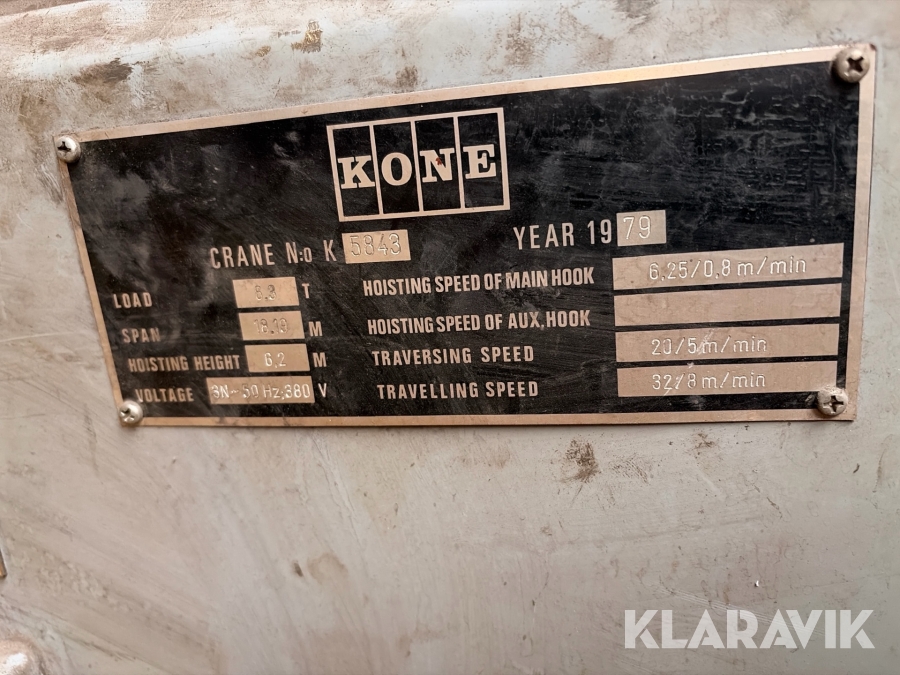 KONE
CRANE N:o K 5843 YEAR 1979
LOAD T
SPAN M
HOISTING HEIGHT 6,2 M
VOLTAGE 3N~50 Hz;380 V
HOISTING SPEED OF MAIN HOOK 6,25/0,8 m/min
HOISTING SPEED OF AUX, HOOK
TRAVERSING SPEED 20/5 m/min
TRAVELLING SPEED 32/8 m/min
KLARAVIK